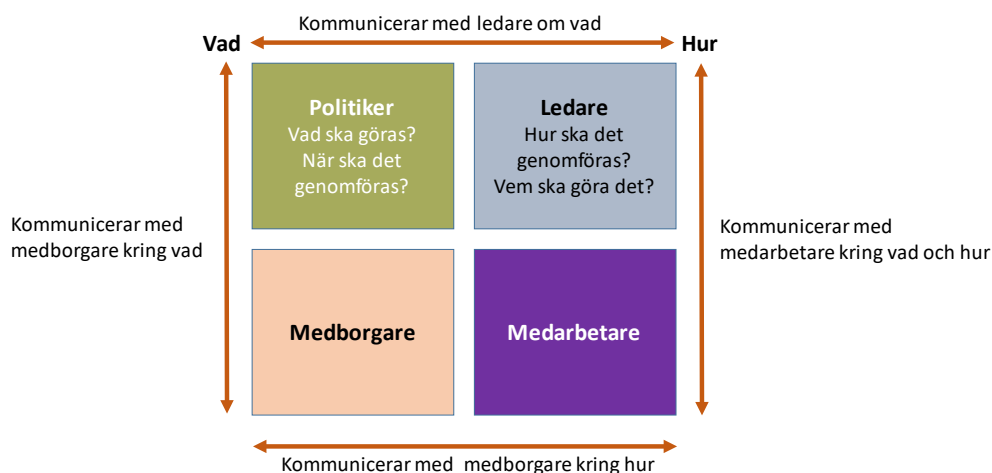 Kommunicerar med ledare om vad
Vad
Hur
Politiker
Vad ska göras?
När ska det
genomföras?
Ledare
Hur ska det
genomföras?
Vem ska göra det?
Kommunicerar med
medborgare kring vad
Kommunicerar med
medarbetare kring vad och hur
Medborgare
Medarbetare
Kommunicerar med medborgare kring hur